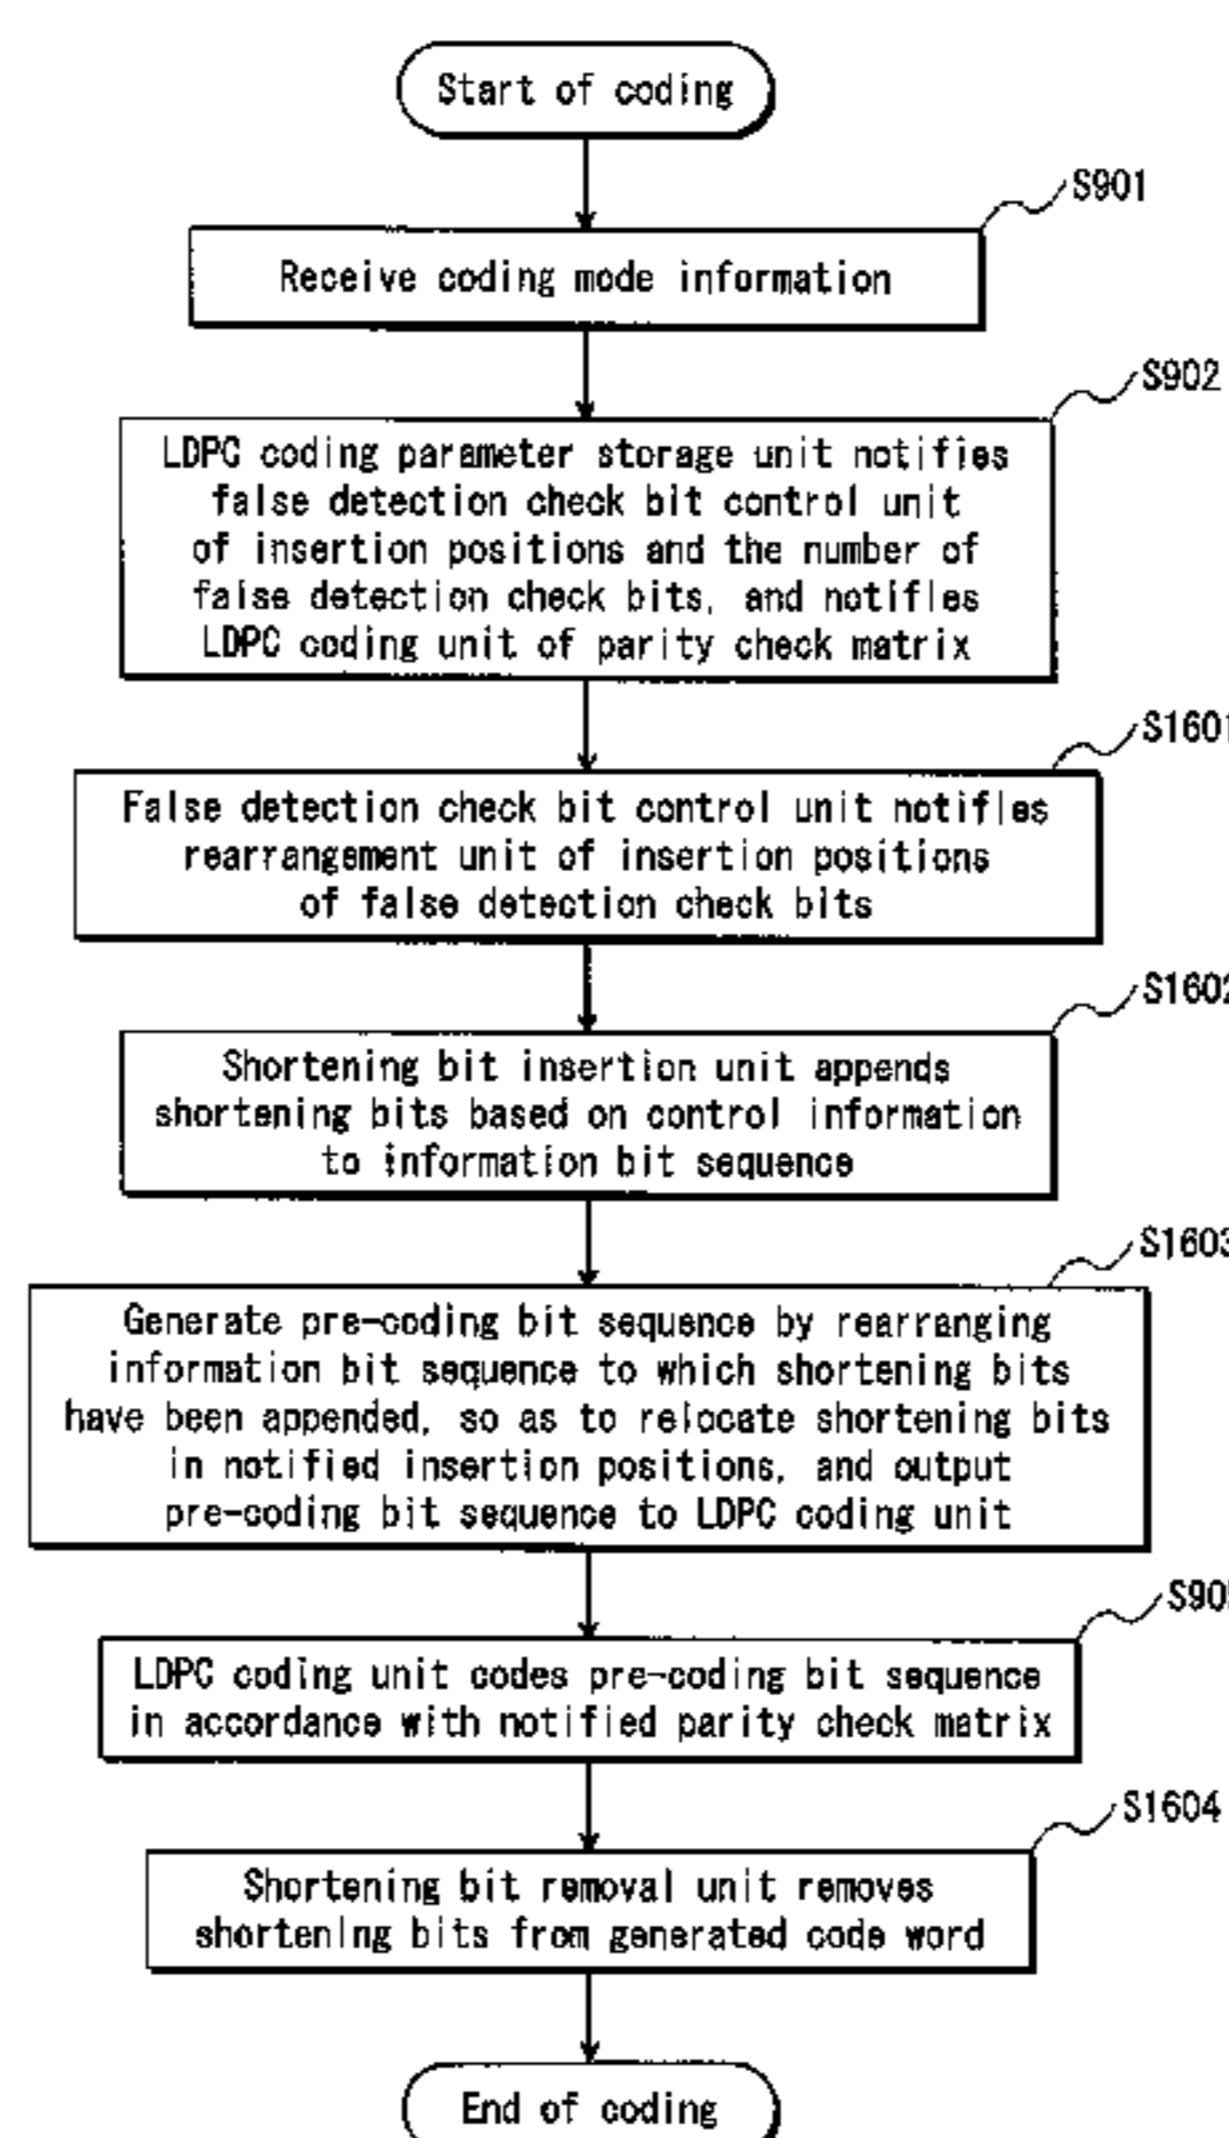 Start of coding
S901
Receive coding mode information
S902
LDPC coding parameter storage unit notifies
false detection check bit control unit
of insertion positions and the number of
false detection check bits, and notifies
LDPC coding unit of parity check matrix
S1601
False detection check bit control unit notifies
rearrangement unit of insertion positions
of false detection check bits
S1602
Shortening bit insertion unit appends
shortening bits based on control information
to information bit sequence
S1603
Generate pre-coding bit sequence by rearranging
information bit sequence to which shortening bits
have been appended, so as to relocate shortening bits
in notified insertion positions, and output
pre-coding bit sequence to LDPC coding unit
LDPC coding unit codes pre-coding bit sequence
in accordance with notified parity check matrix
S1604
Shortening bit removal unit removes
shortening bits from generated code word
End of coding